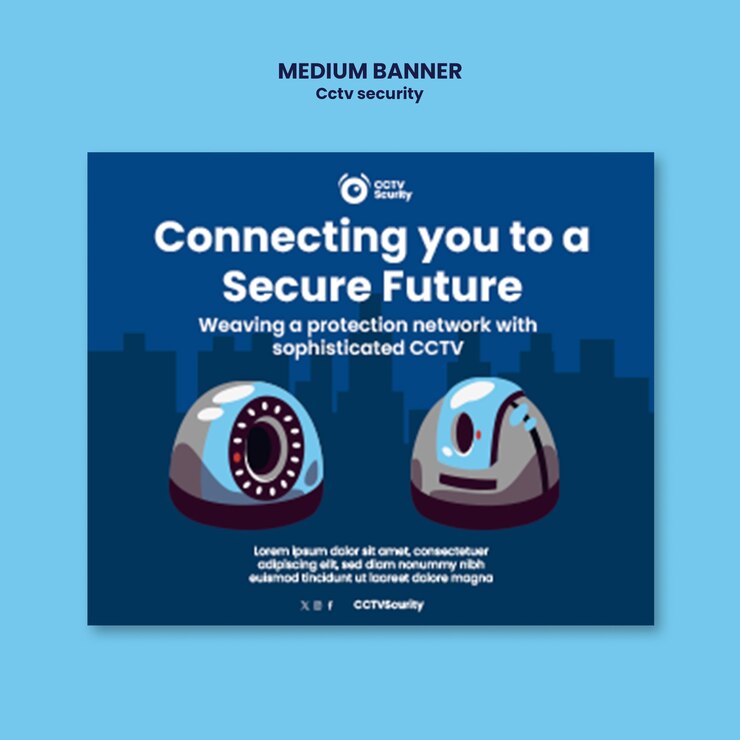 MEDIUM BANNER
Cctv security
CCTV
Scurity
Connecting you to a
Secure Future
Weaving a protection network with
sophisticated CCTV
Lorem ipsum dolor sit amet, consectetuer
adipiscing elit, sed diam nonummy nibh
euismod tincidunt ut laoreet dolore magna
CCTVScurity